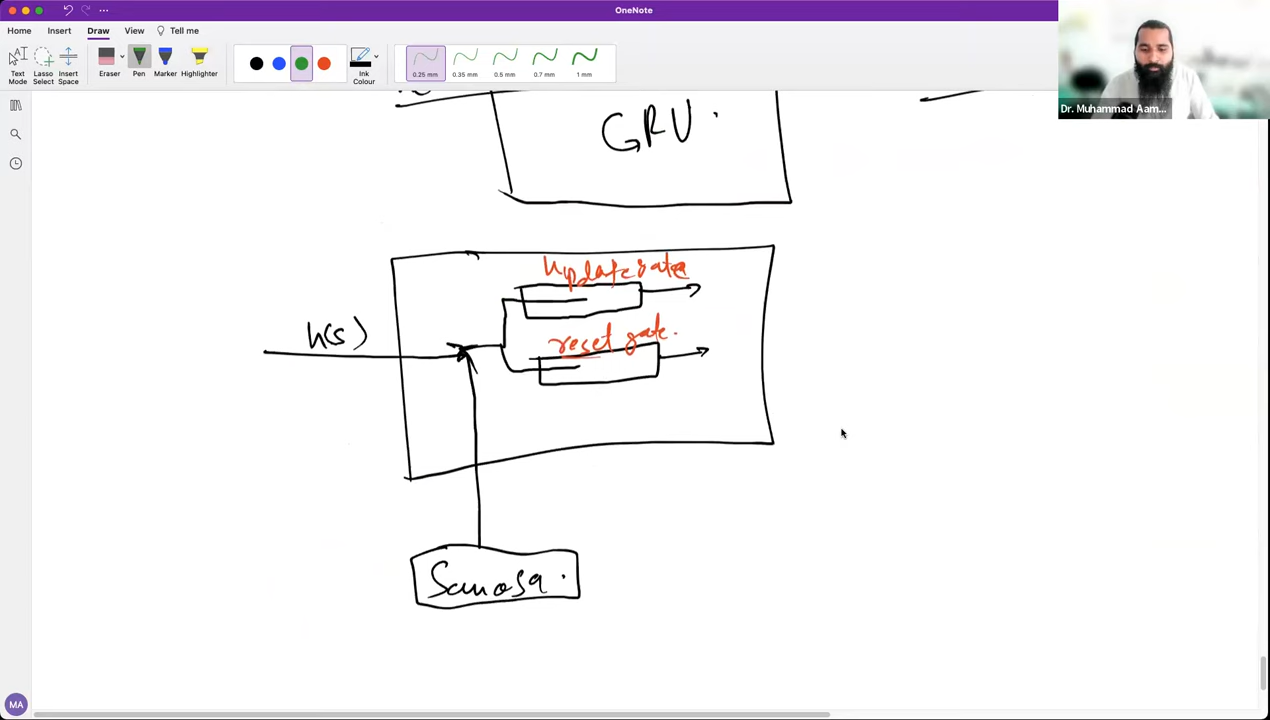 OneNote
Home Insert Draw View Tell me
Text Mode
Lasso Select
Insert Space
Eraser
Pen
Marker
Highlighter
Ink Colour
0.25 mm
0.35 mm
0.5 mm
0.7 mm
1 mm
Dr. Muhammad Aam...
GRU.
Update gate
h(s)
reset gate.
Samosa.
MA